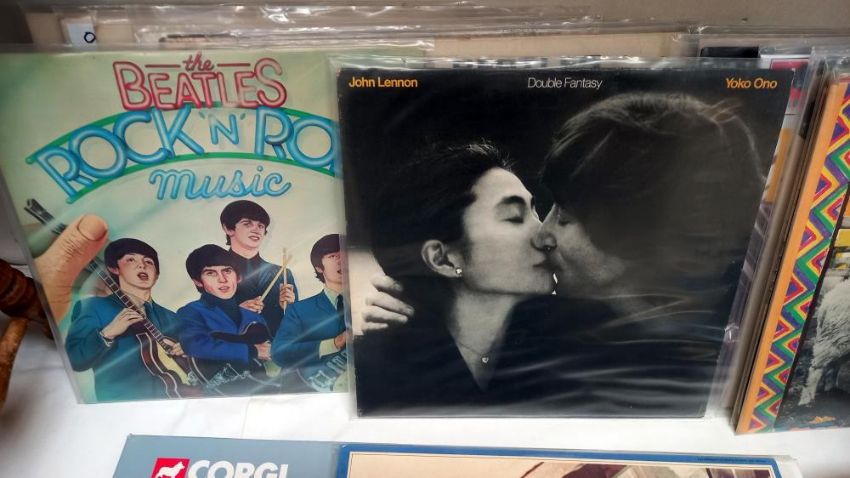 the
BEATLES
ROCK 'N' RO
music
John Lennon
Double Fantasy
Yoko Ono
CORGI